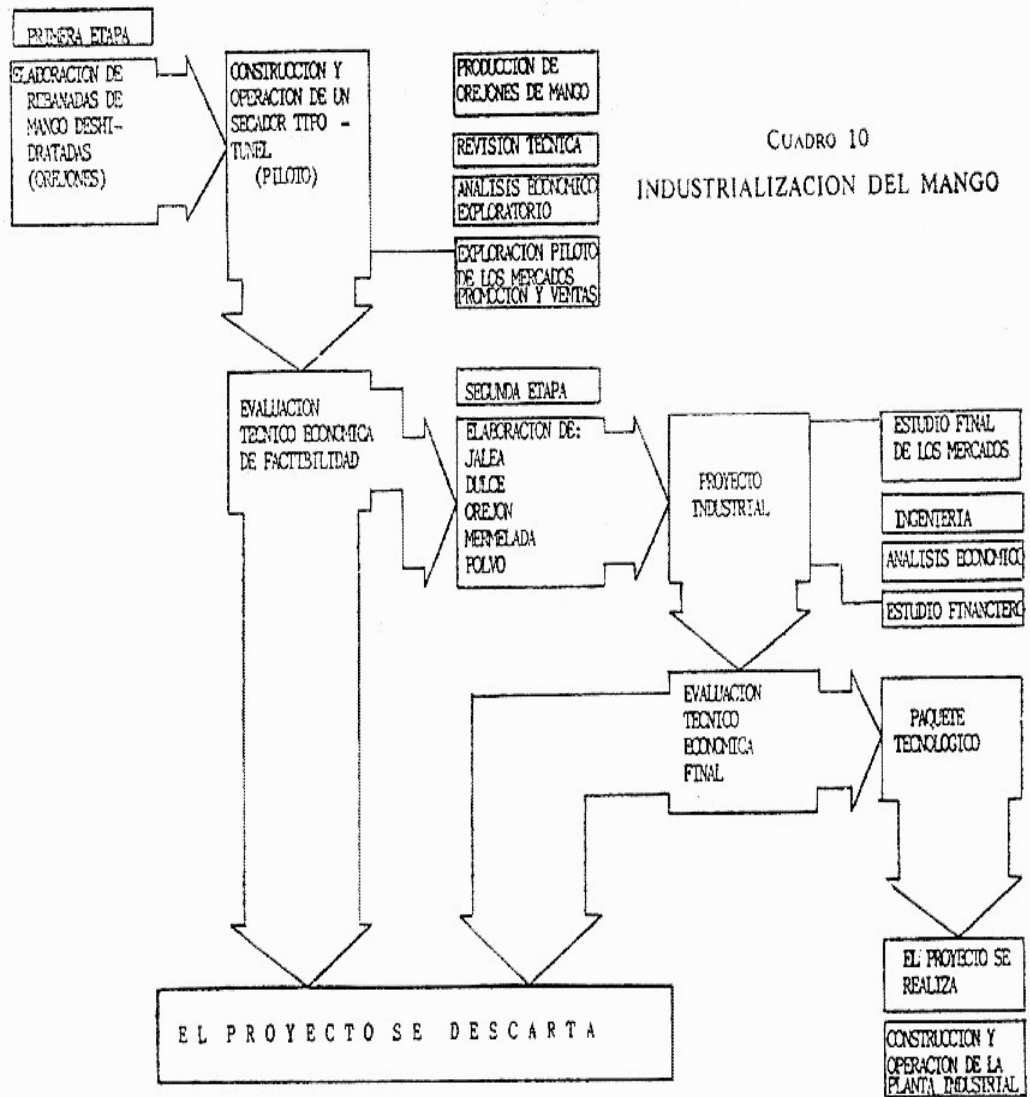 PRIMERA ETAPA
ELABORACION DE
REBANADAS DE
MANGO DESHI-
DRATADAS
(OREJONES)
CONSTRUCCION Y
OPERACION DE UN
SECADOR TIPO -
TUNEL
(PILOTO)
PRODUCCION DE
OREJONES DE MANGO
REVISION TECNICA
ANALISIS ECONOMICO
EXPLORATORIO
EXPLORACION PILOTO
DE LOS MERCADOS
PROMOCION Y VENTAS
CUADRO 10
INDUSTRIALIZACION DEL MANGO
EVALUACION
TECNICO ECONOMICA
DE FACTIBILIDAD
SEGUNDA ETAPA
ELABORACION DE:
JALEA
DULCE
OREJON
MERMELADA
POLVO
PROYECTO
INDUSTRIAL
ESTUDIO FINAL
DE LOS MERCADOS
INGENIERIA
ANALISIS ECONOMICO
ESTUDIO FINANCIERO
EVALUACION
TECNICO
ECONOMICA
FINAL
PAQUETE
TECNOLOGICO
EL PROYECTO SE
REALIZA
CONSTRUCCION Y
OPERACION DE LA
PLANTA INDUSTRIAL
EL PROYECTO SE DESCARTA